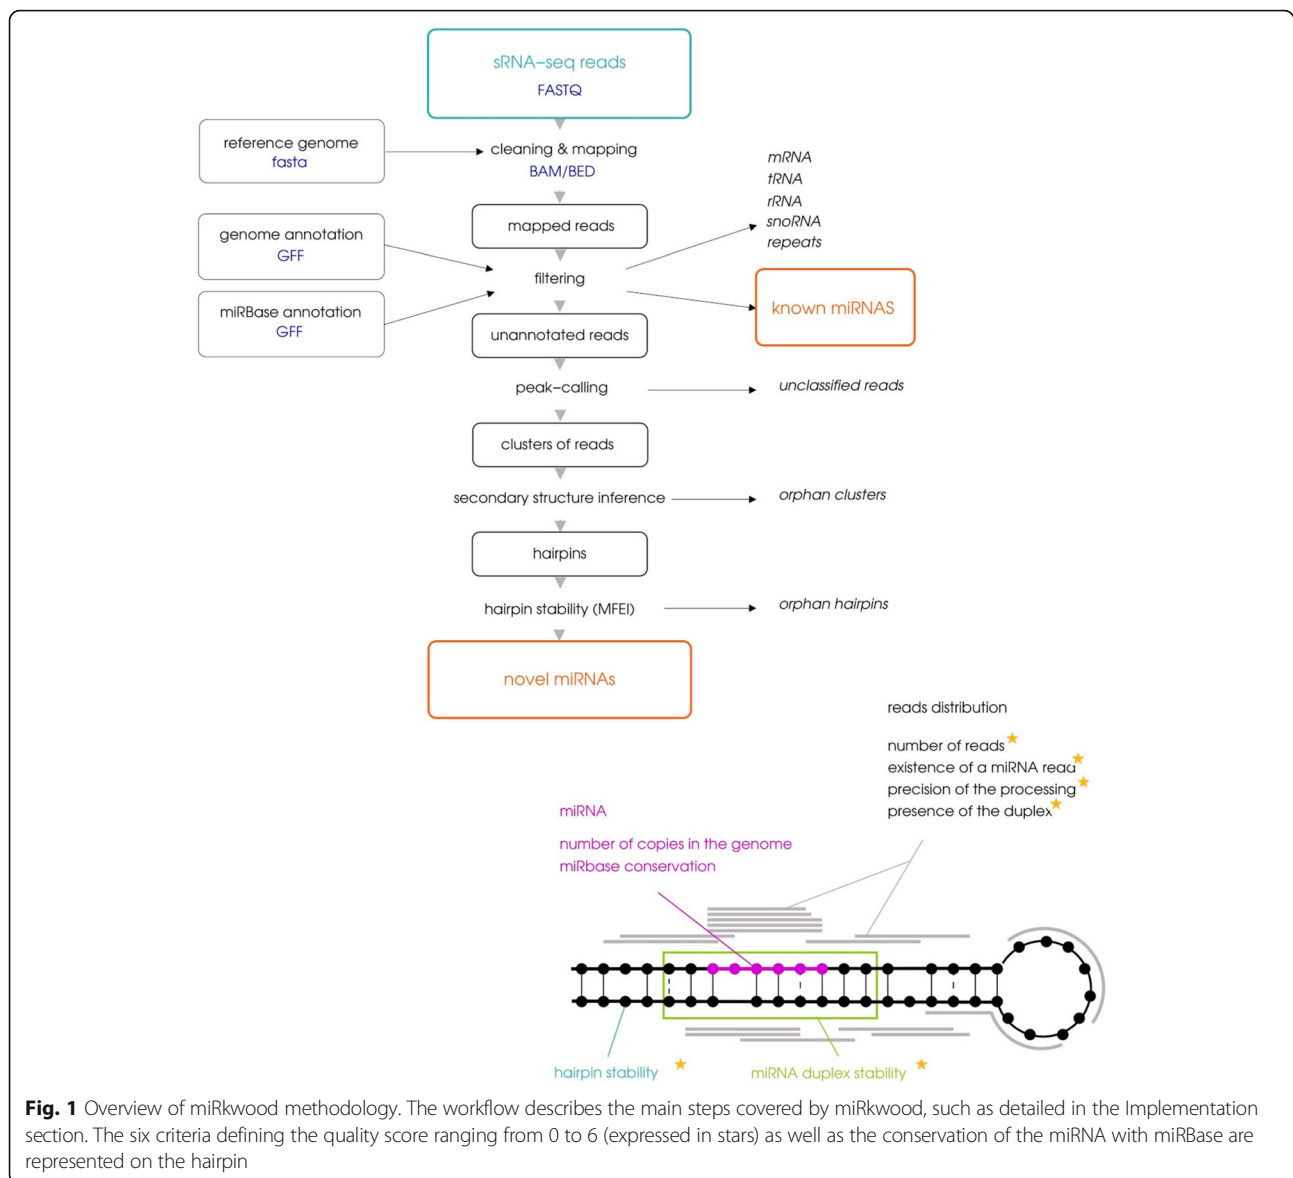 sRNA–seq reads
FASTQ
reference genome
fasta
cleaning & mapping
BAM/BED
mRNA
tRNA
rRNA
snoRNA
repeats
mapped reads
genome annotation
GFF
filtering
miRBase annotation
GFF
known miRNAS
unannotated reads
peak–calling
unclassified reads
clusters of reads
secondary structure inference
orphan clusters
hairpins
hairpin stability (MFEI)
orphan hairpins
novel miRNAs
reads distribution
number of reads
existence of a miRNA read
precision of the processing
presence of the duplex
miRNA
number of copies in the genome
miRbase conservation
hairpin stability
miRNA duplex stability
Fig. 1 Overview of miRkwood methodology. The workflow describes the main steps covered by miRkwood, such as detailed in the Implementation
section. The six criteria defining the quality score ranging from 0 to 6 (expressed in stars) as well as the conservation of the miRNA with miRBase are
represented on the hairpin